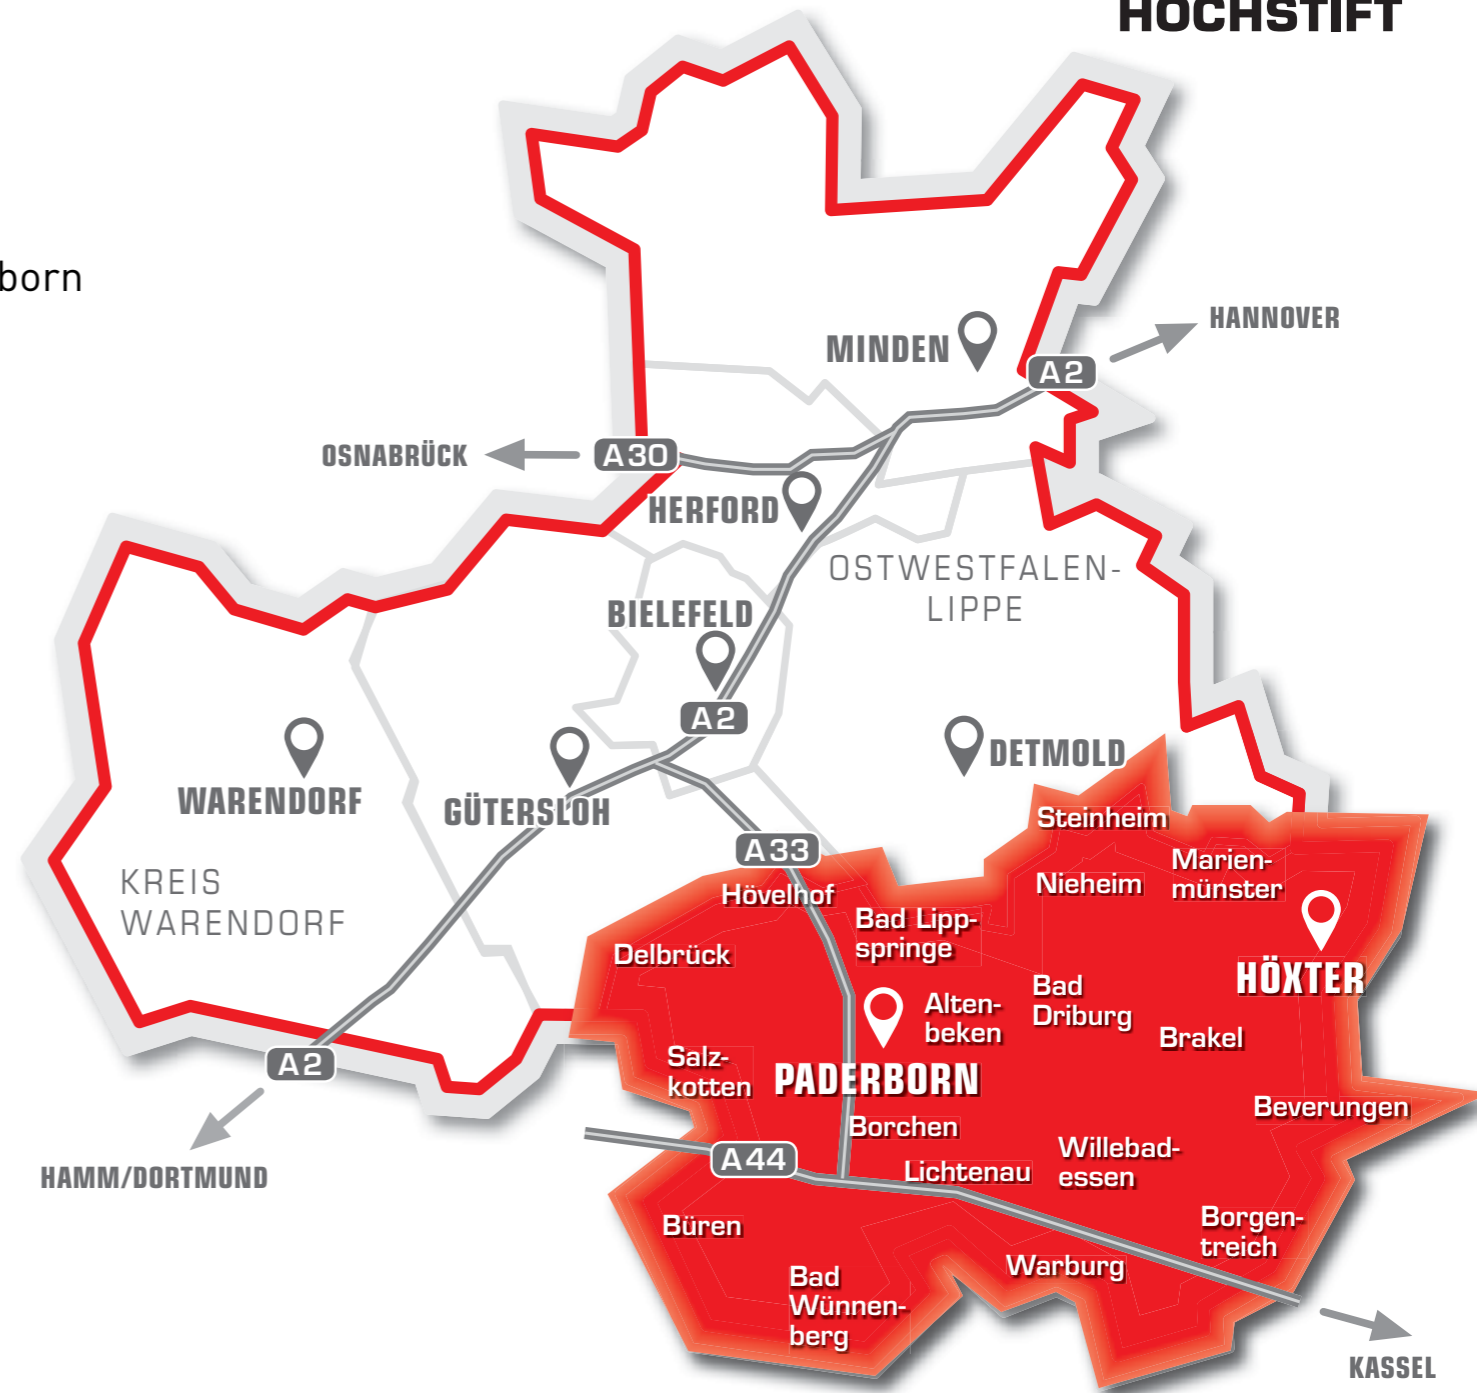 HOCHSTIFT
born
HANNOVER
MINDEN
A2
OSNABRÜCK
A30
HERFORD
OSTWESTFALEN-
LIPPE
BIELEFELD
A2
DETMOLD
WARENDORF
GÜTERSLOH
A33
KREIS
WARENDORF
Steinheim
Marien-
münster
Nieheim
Hövelhof
Bad Lipp-
springe
Delbrück
HÖXTER
Bad
Driburg
Alten-
beken
Brakel
Salz-
kotten
PADERBORN
A2
Beverungen
Borchen
Willebad-
essen
A44
Lichtenau
HAMM/DORTMUND
Büren
Borgen-
treich
Warburg
Bad
Wünnen-
berg
KASSEL